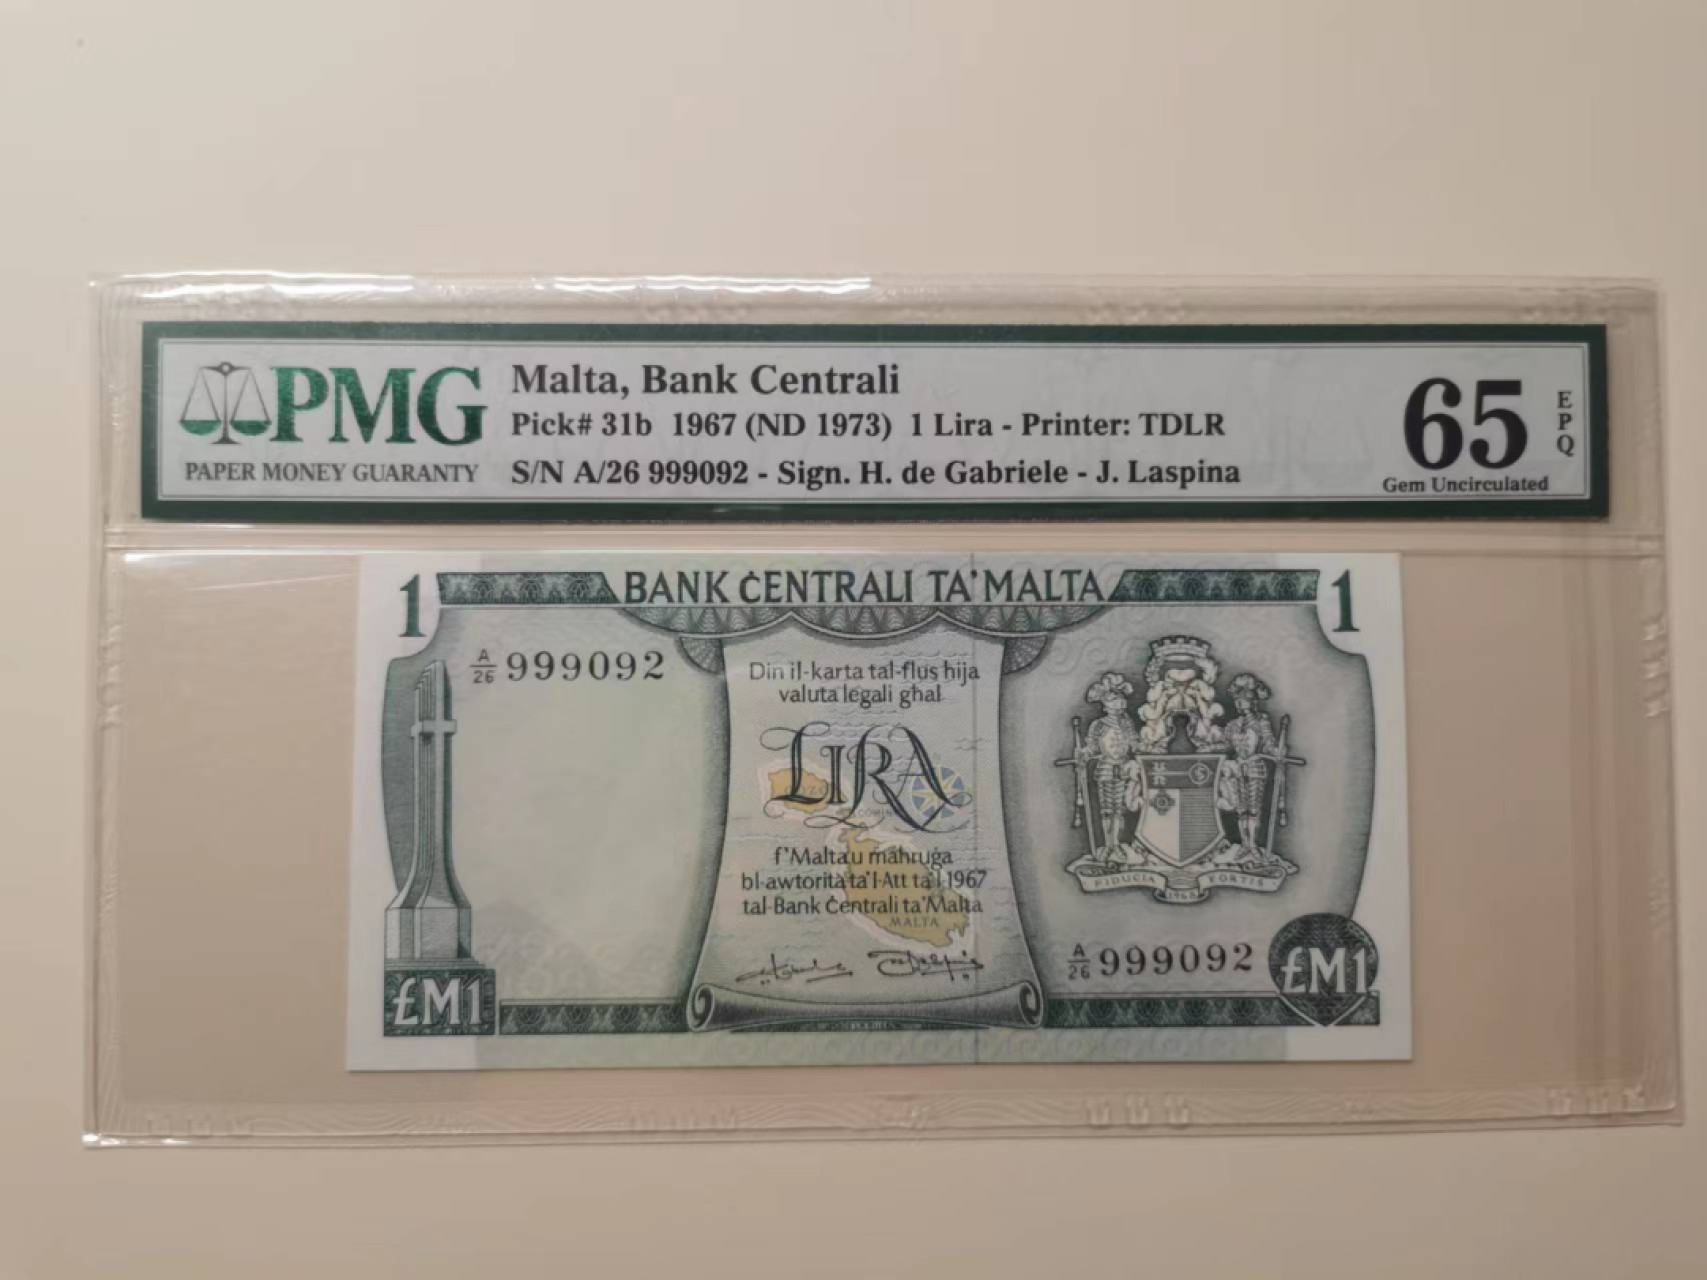 PMG
PAPER MONEY GUARANTY
Malta, Bank Centrali
Pick# 31b 1967 (ND 1973) 1 Lira - Printer: TDLR
S/N A/26 999092 - Sign. H. de Gabriele - J. Laspina
65
EPQ
Gem Uncirculated
1 BANK ĊENTRALI TA' MALTA 1
A/26 999092
Din il-karta tal-flus hija
valuta legali għal
LIRA
f'Malta u maħruġa
bl-awtorità ta' l-Att ta' l-1967
tal-Bank Ċentrali ta' Malta
MALTA
FIDUCIA FORTIS
A/26 999092
£M1
£M1